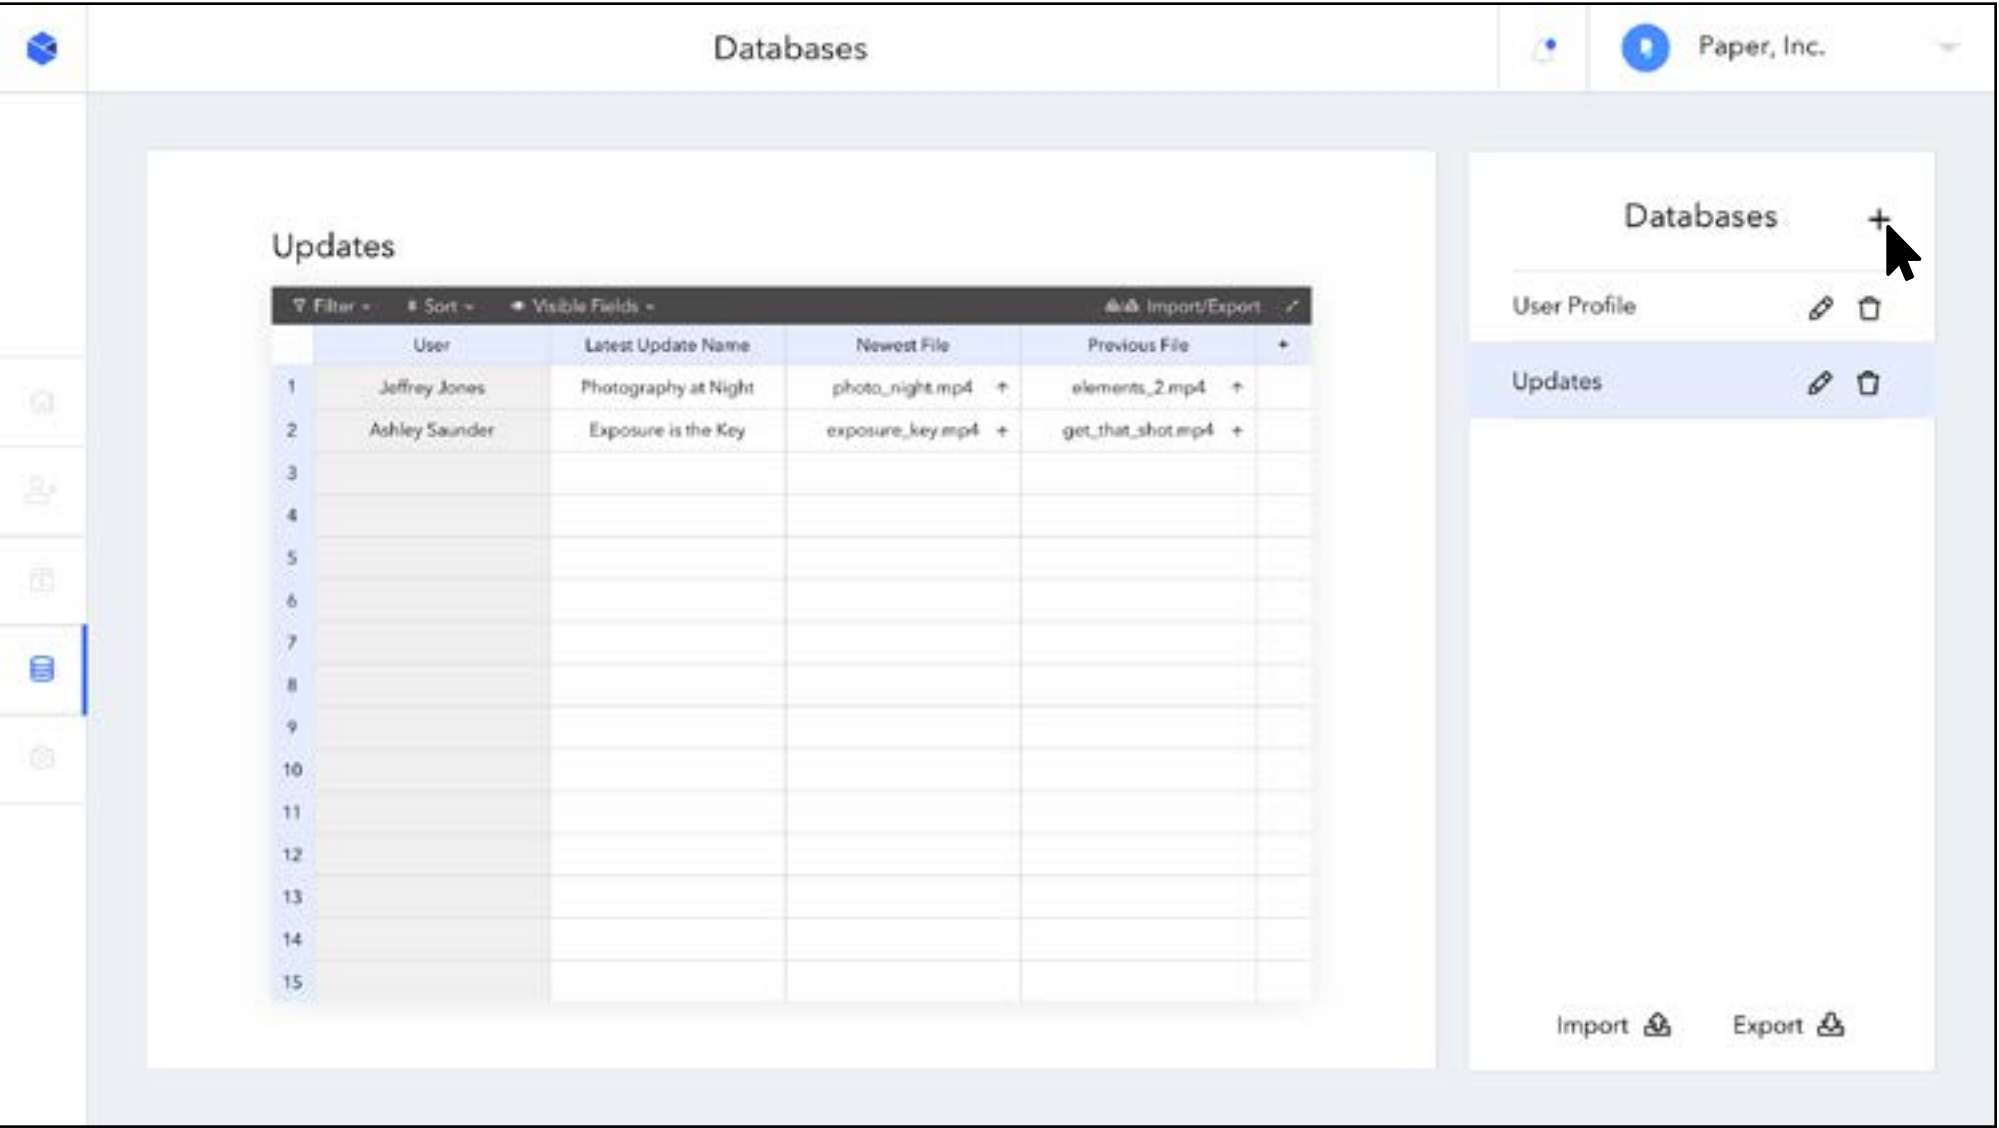 Databases
Paper, Inc.
Updates
Filter
Sort
Visible Fields
Import/Export
User Latest Update Name Newest File Previous File +
1 Jeffrey Jones Photography at Night photo_night.mp4 elements_2.mp4
2 Ashley Saunder Exposure is the Key exposure_key.mp4 get_that_shot.mp4
3
4
5
6
7
8
9
10
11
12
13
14
15
Databases +
User Profile
Updates
Import
Export